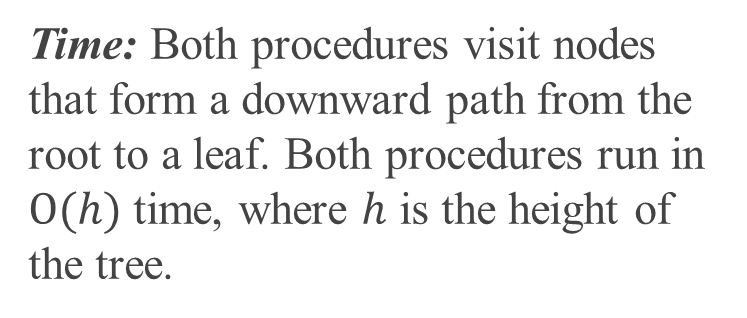 Time: Both procedures visit nodes
that form a downward path from the
root to a leaf. Both procedures run in
O(h) time, where h is the height of
the tree.